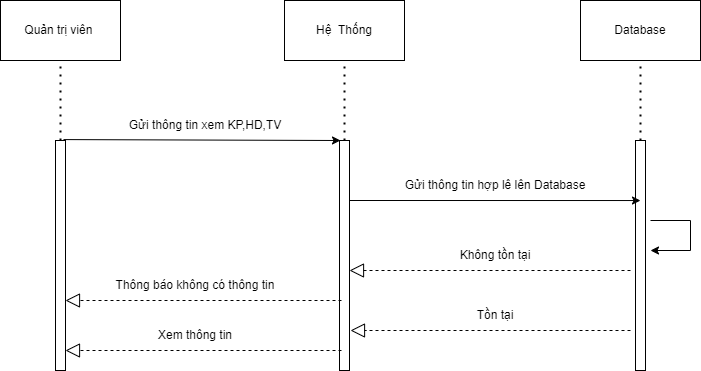 Quản trị viên
Hệ Thống
Database
Gửi thông tin xem KP,HD,TV
Gửi thông tin hợp lê lên Database
Không tồn tại
Thông báo không có thông tin
Tồn tại
Xem thông tin